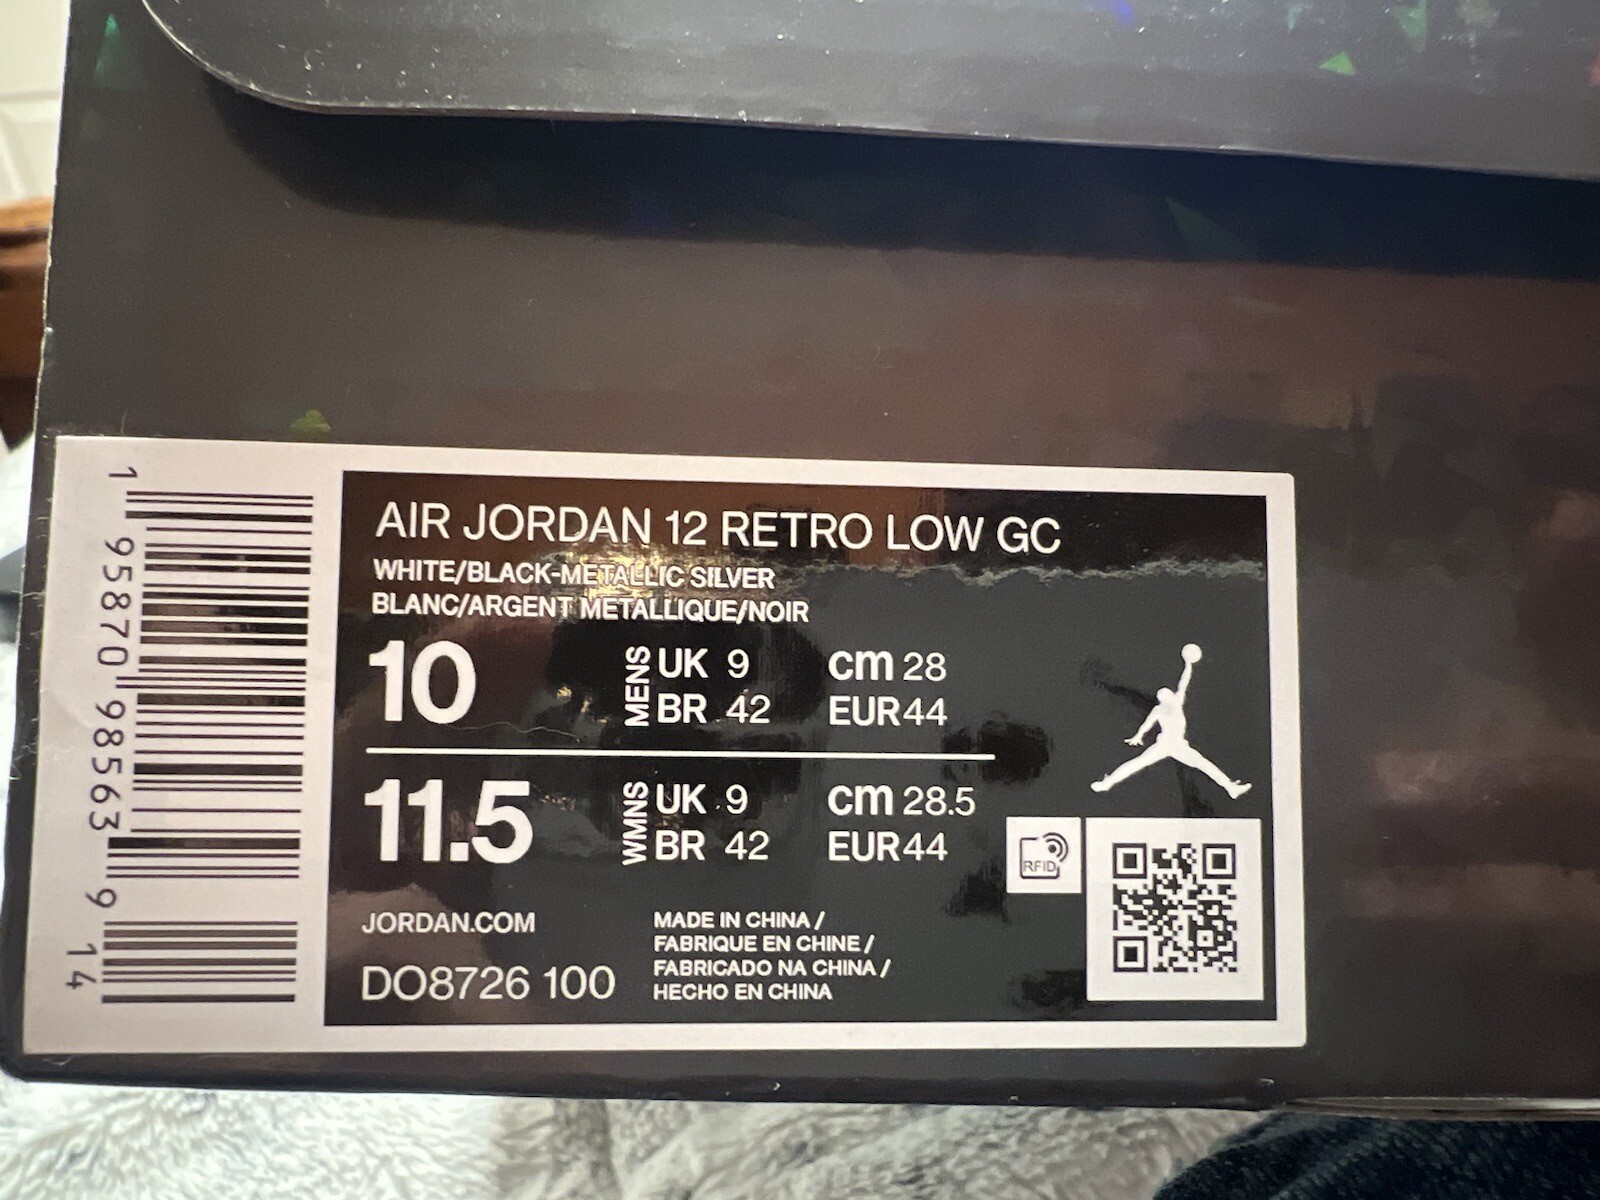 AIR JORDAN 12 RETRO LOW GC
WHITE/BLACK-METALLIC SILVER
BLANC/ARGENT METALLIQUE/NOIR
10 MENS UK 9 cm 28
BR 42 EUR 44
11.5 WMNS UK 9 cm 28.5
BR 42 EUR 44
RFID
JORDAN.COM
DO8726 100
MADE IN CHINA /
FABRIQUE EN CHINE /
FABRICADO NA CHINA /
HECHO EN CHINA
1 95870 98563 9 14